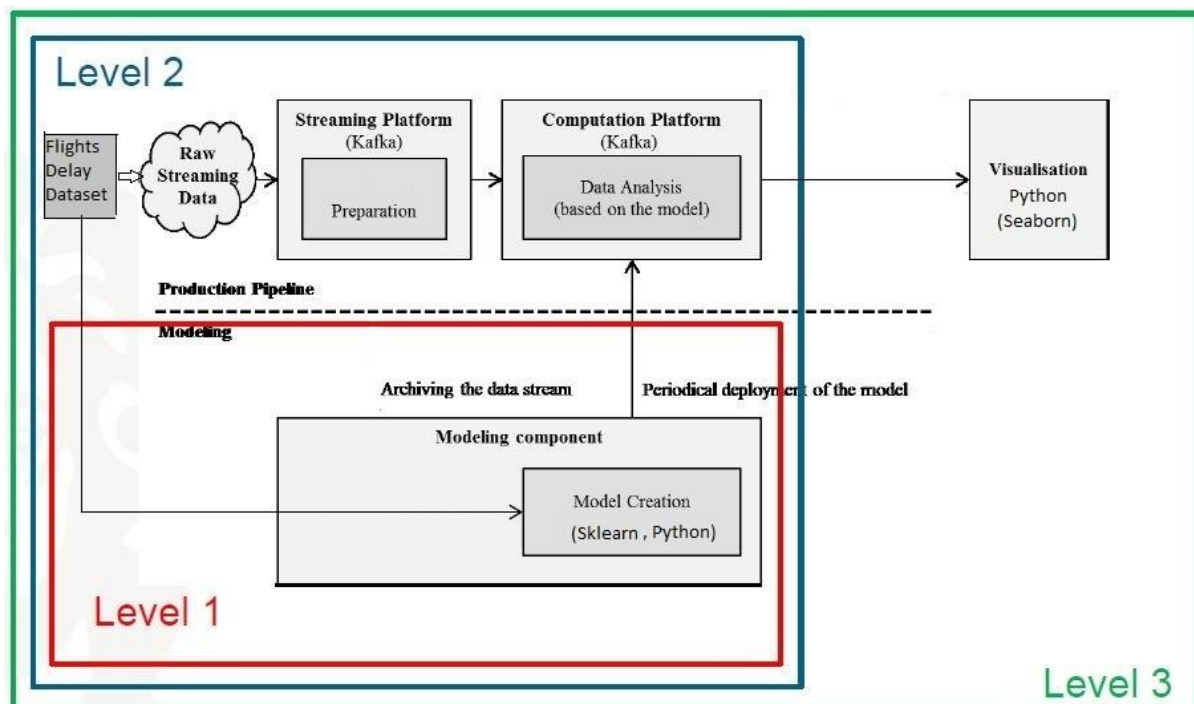 Level 2
Flights
Delay
Dataset
Raw
Streaming
Data
Streaming Platform
(Kafka)
Preparation
Computation Platform
(Kafka)
Data Analysis
(based on the model)
Visualisation
Python
(Seaborn)
Production Pipeline
Modeling
Archiving the data stream
Periodical deployment of the model
Modeling component
Model Creation
(Sklearn , Python)
Level 1
Level 3